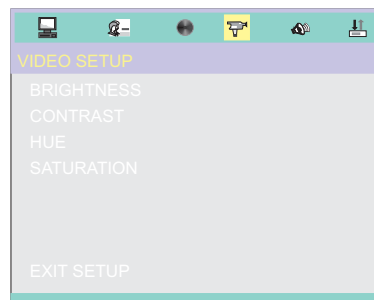 VIDEO SETUP
BRIGHTNESS
CONTRAST
HUE
SATURATION
EXIT SETUP